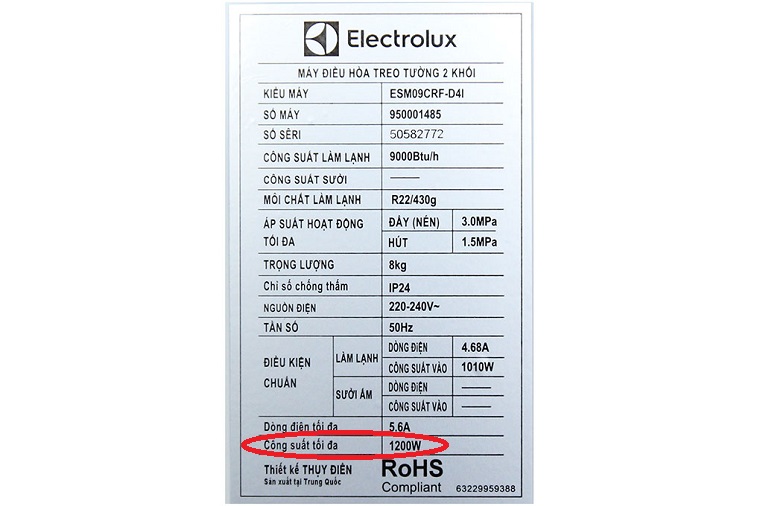 Electrolux
MÁY ĐIỀU HÒA TREO TƯỜNG 2 KHỐI
KIỂU MÁY ESM09CRF-D4I
SỐ MÁY 950001485
SỐ SÊRI 50582772
CÔNG SUẤT LÀM LẠNH 9000Btu/h
CÔNG SUẤT SƯỞI ——
MÔI CHẤT LÀM LẠNH R22/430g
ÁP SUẤT HOẠT ĐỘNG ĐẨY (NÉN) 3.0MPa
TỐI ĐA HÚT 1.5MPa
TRỌNG LƯỢNG 8kg
Chỉ số chống thấm IP24
NGUỒN ĐIỆN 220-240V~
TẦN SỐ 50Hz
ĐIỀU KIỆN CHUẨN LÀM LẠNH DÒNG ĐIỆN 4.68A
CÔNG SUẤT VÀO 1010W
SƯỞI ẤM DÒNG ĐIỆN ——
CÔNG SUẤT VÀO ——
Dòng điện tối đa 5.6A
Công suất tối đa 1200W
Thiết kế THỤY ĐIỂN RoHS
Sản xuất tại Trung Quốc Compliant 63229959388